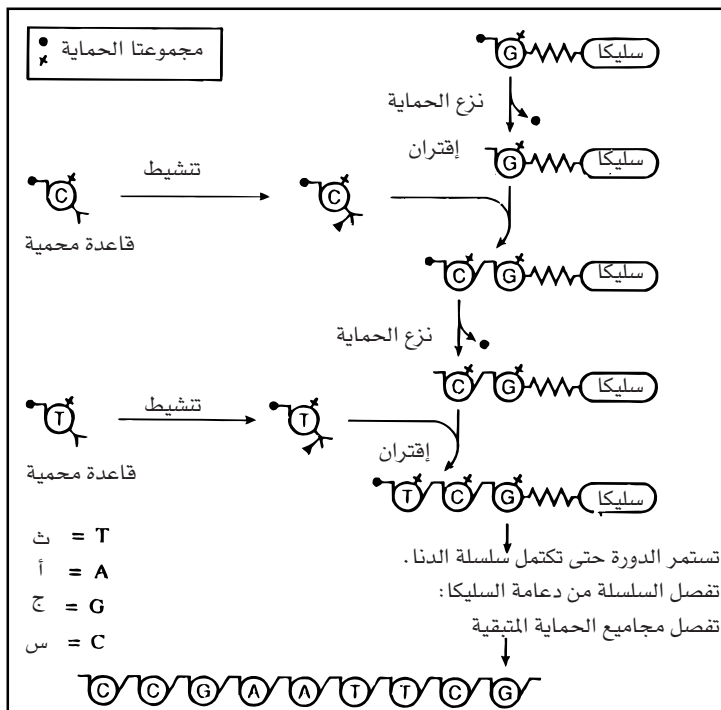 مجموعتا الحماية
G
سليكا
نزع الحماية
إقتران
G
سليكا
C
تنشيط
C
قاعدة محمية
C G
سليكا
نزع الحماية
C G
سليكا
T
تنشيط
T
إقتران
قاعدة محمية
T C G
سليكا
ث = T
أ = A
ج = G
س = C
تستمر الدورة حتى تكتمل سلسلة الدنا.
تفصل السلسلة من دعامة السليكا:
تفصل مجاميع الحماية المتبقية
C C G A A T T C G